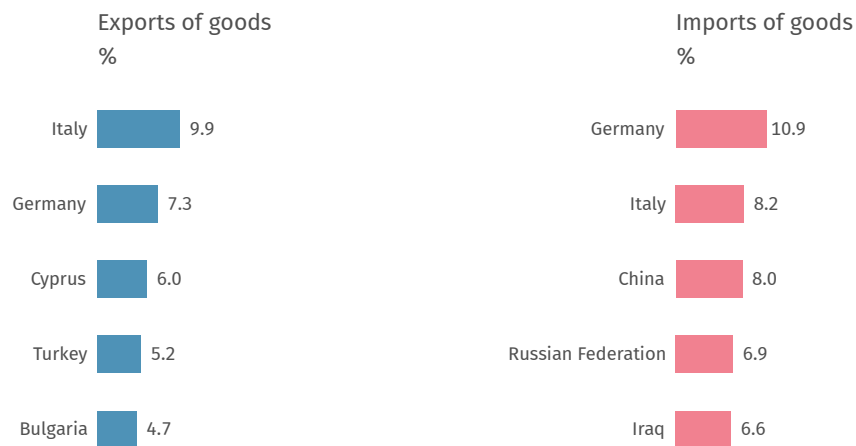 Exports of goods
%
Italy 9.9
Germany 7.3
Cyprus 6.0
Turkey 5.2
Bulgaria 4.7
Imports of goods
%
Germany 10.9
Italy 8.2
China 8.0
Russian Federation 6.9
Iraq 6.6